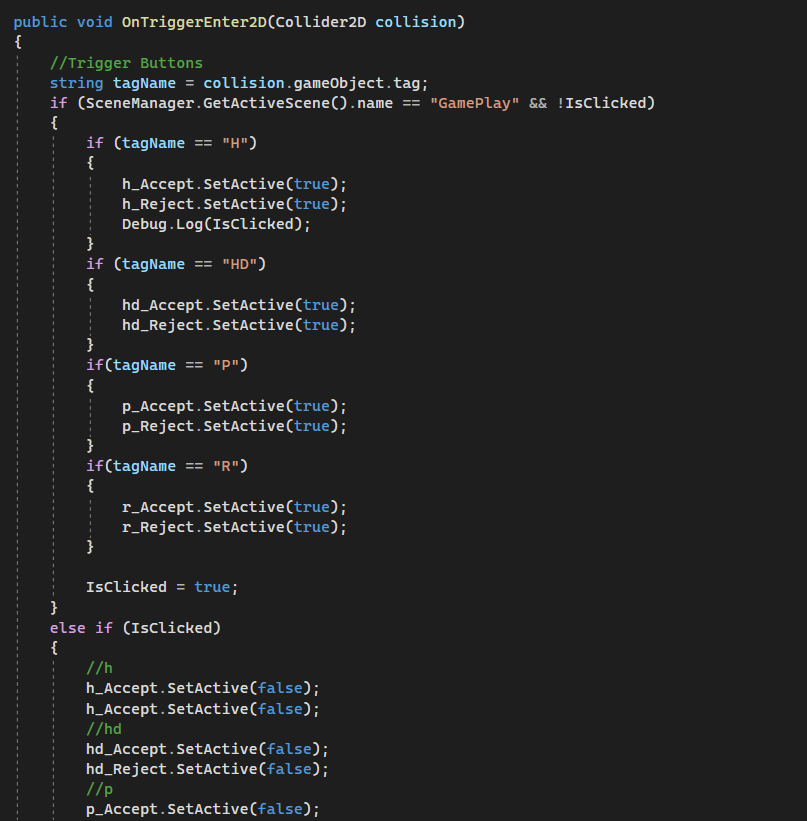 public void OnTriggerEnter2D(Collider2D collision)
{
//Trigger Buttons
string tagName = collision.gameObject.tag;
if (SceneManager.GetActiveScene().name == "GamePlay" && !IsClicked)
{
if (tagName == "H")
{
h_Accept.SetActive(true);
h_Reject.SetActive(true);
Debug.Log(IsClicked);
}
if (tagName == "HD")
{
hd_Accept.SetActive(true);
hd_Reject.SetActive(true);
}
if(tagName == "P")
{
p_Accept.SetActive(true);
p_Reject.SetActive(true);
}
if(tagName == "R")
{
r_Accept.SetActive(true);
r_Reject.SetActive(true);
}
IsClicked = true;
}
else if (IsClicked)
{
//h
h_Accept.SetActive(false);
h_Accept.SetActive(false);
//hd
hd_Accept.SetActive(false);
hd_Reject.SetActive(false);
//p
p_Accept.SetActive(false);